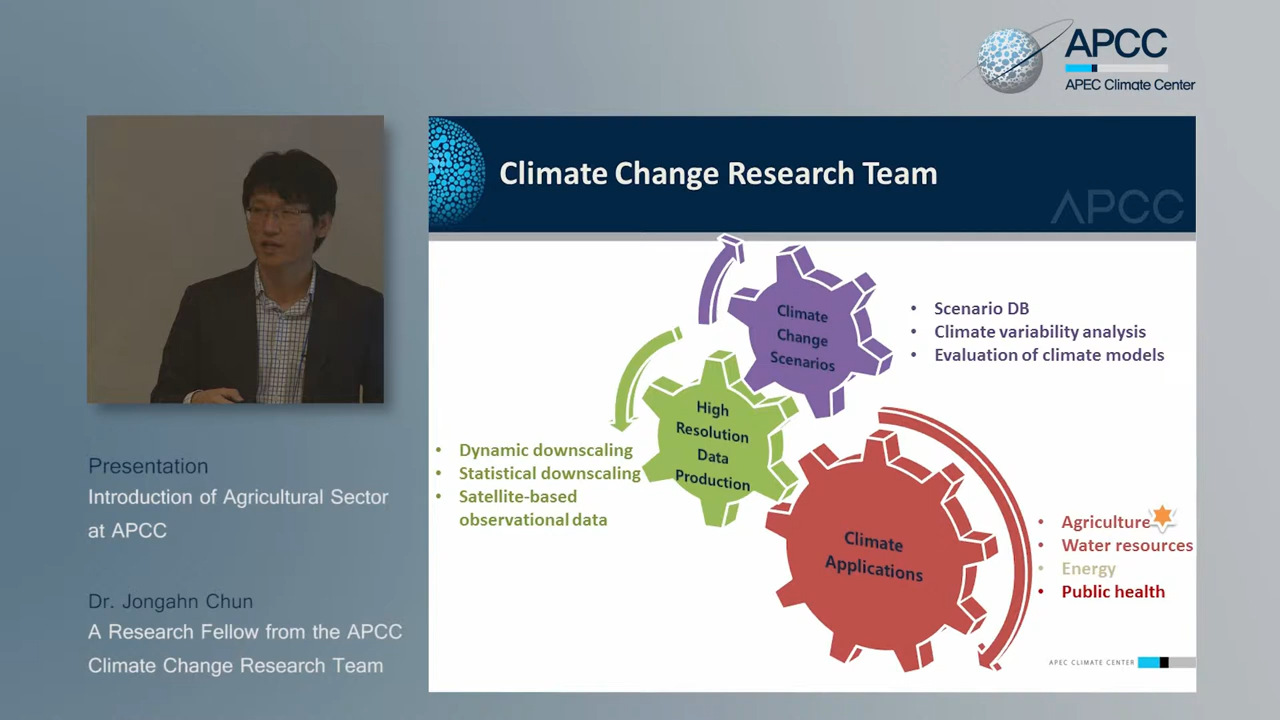 APCC
APEC Climate Center
Climate Change Research Team
APCC
Climate
Change
Scenarios
• Scenario DB
• Climate variability analysis
• Evaluation of climate models
High
Resolution
Data
Production
• Dynamic downscaling
• Statistical downscaling
• Satellite-based
observational data
Climate
Applications
• Agriculture
• Water resources
Energy
• Public health
APEC CLIMATE CENTER
Presentation
Introduction of Agricultural Sector
at APCC
Dr. Jongahn Chun
A Research Fellow from the APCC
Climate Change Research Team